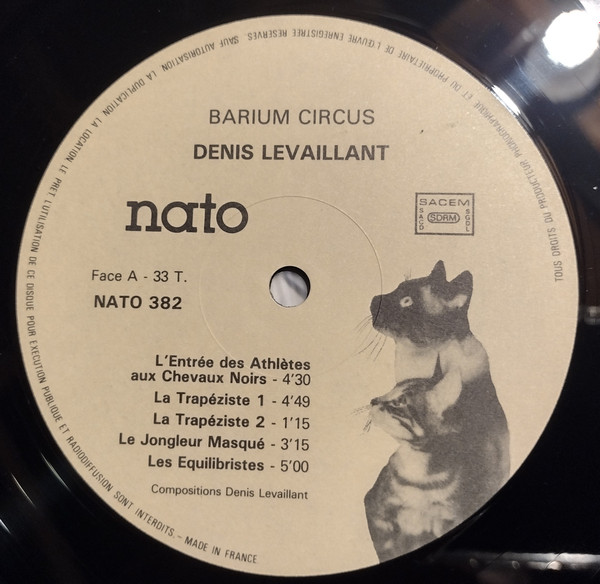 BARIUM CIRCUS
DENIS LEVAILLANT
nato
SACEM
SACD
SDRM
SGDL
Face A - 33 T.
NATO 382
L'Entrée des Athlètes
aux Chevaux Noirs - 4'30
La Trapéziste 1 - 4'49
La Trapéziste 2 - 1'15
Le Jongleur Masqué - 3'15
Les Equilibristes - 5'00
Compositions Denis Levaillant
TOUS DROITS DU PRODUCTEUR PHONOGRAPHIQUE ET DU PROPRIETAIRE DE L'ŒUVRE ENREGISTREE RESERVES. SAUF AUTORISATION, LA DUPLICATION, LA LOCATION, LE PRET, L'UTILISATION DE CE DISQUE POUR EXECUTION PUBLIQUE ET RADIODIFFUSION SONT INTERDITS. - MADE IN FRANCE